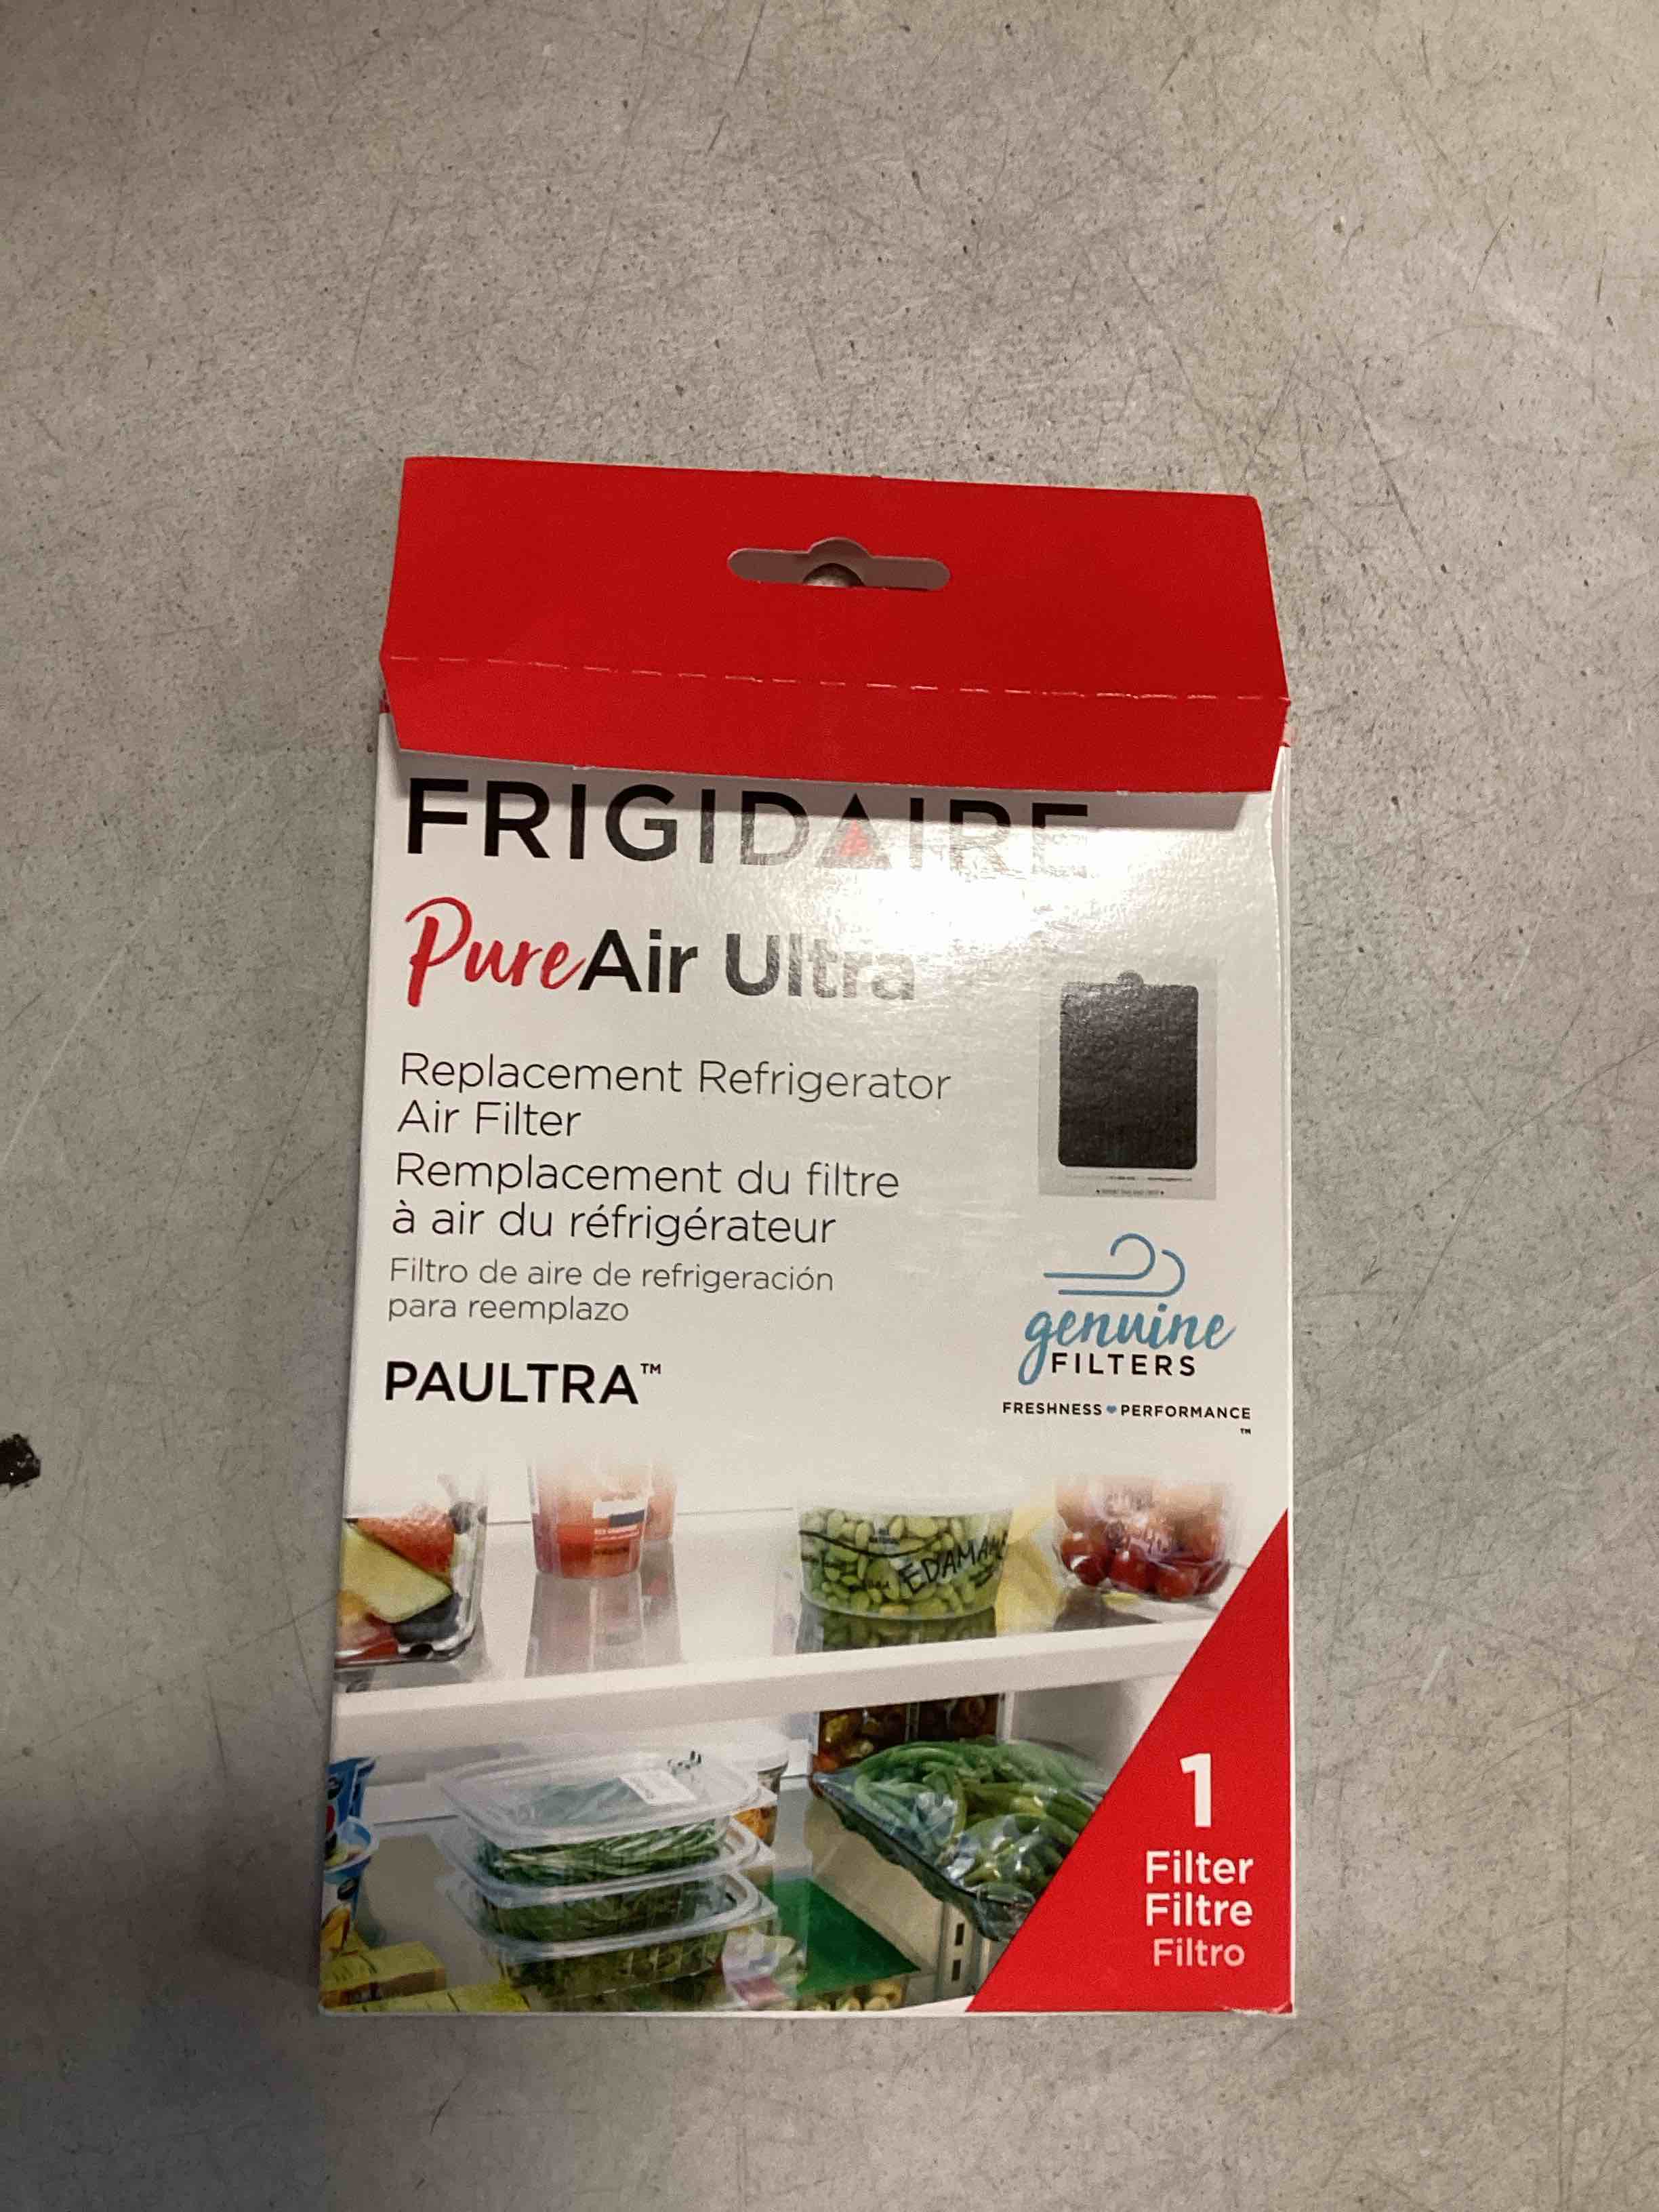 FRIGIDAIRE
PureAir Ultra
Replacement Refrigerator
Air Filter
Remplacement du filtre
à air du réfrigérateur
Filtro de aire de refrigeración
para reemplazo
PAULTRA™
genuine
FILTERS
FRESHNESS PERFORMANCE
™
EDAMAM
1
Filter
Filtre
Filtro